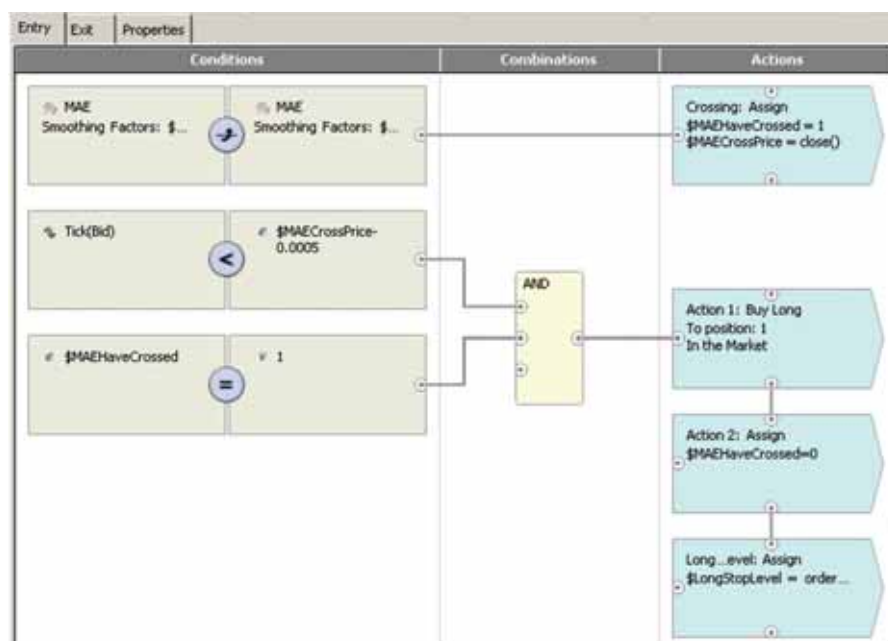 Entry Exit Properties
Conditions Combinations Actions
MAE
Smoothing Factors: $...
MAE
Smoothing Factors: $...
Crossing: Assign
$MAEHaveCrossed = 1
$MAECrossPrice = close()
Tick(Bid)
<
$MAECrossPrice-
0.0005
AND
$MAEHaveCrossed
=
1
Action 1: Buy Long
To position: 1
In the Market
Action 2: Assign
$MAEHaveCrossed=0
Long...evel: Assign
$LongStopLevel = order...